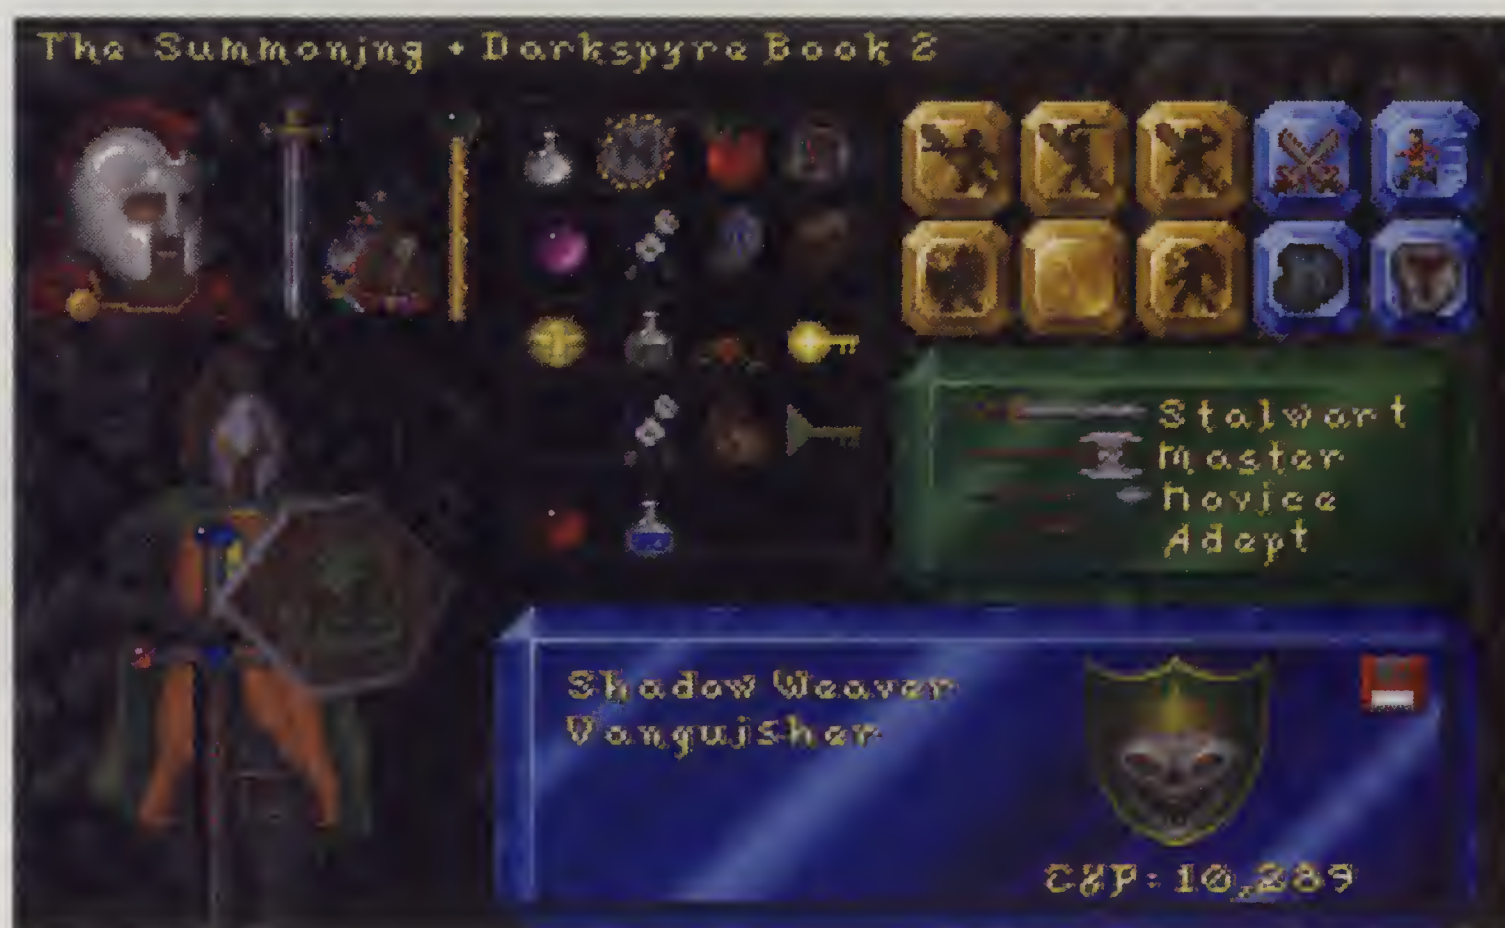 The Summoning + Darkspyre Book 2
Stalwart
Master
Novice
Adept
Shadow Weaver
Vanquisher
EXP: 10,289